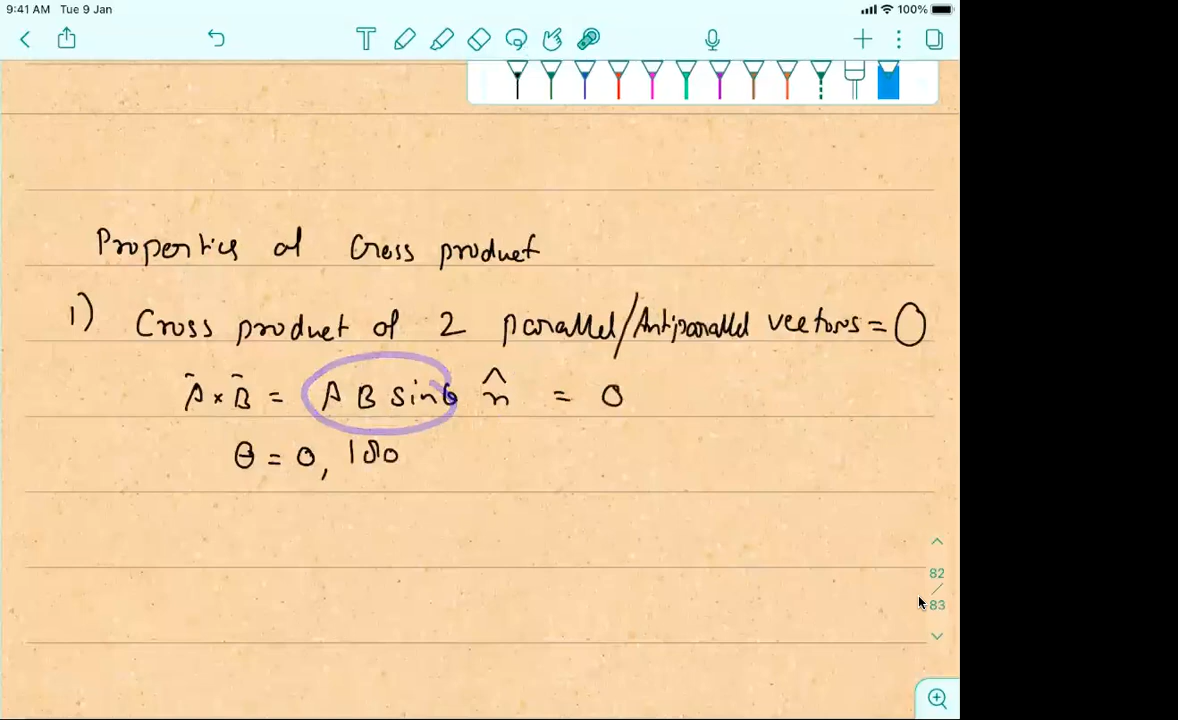 9:41 AM Tue 9 Jan 100%
Properties of Cross product
1) Cross product of 2 parallel/Antiparallel vectors = 0
A̅ × B̅ = A B sinθ n̂ = 0
θ = 0, 180
82
/
83